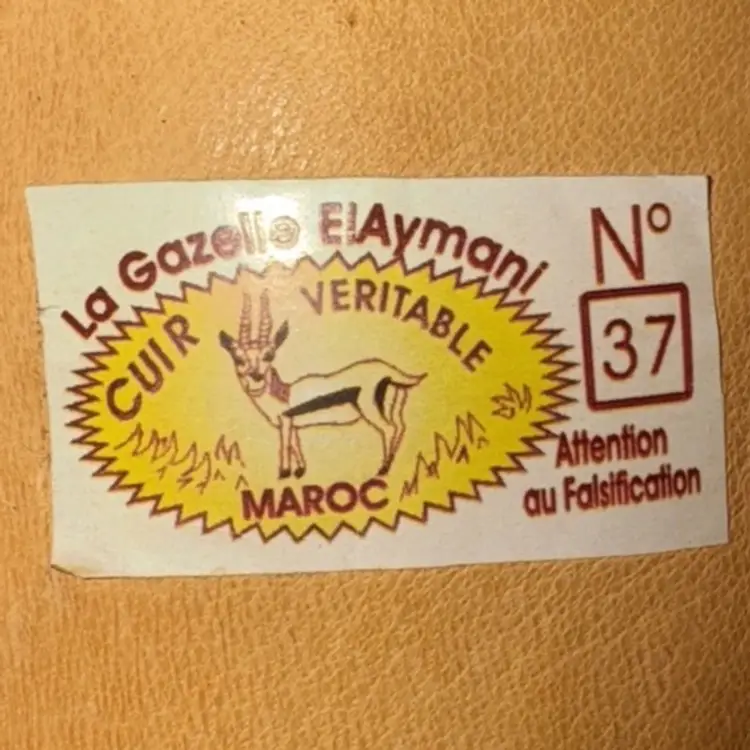 La Gazelle ElAymani
CUIR VERITABLE
MAROC
N°
37
Attention
au Falsification